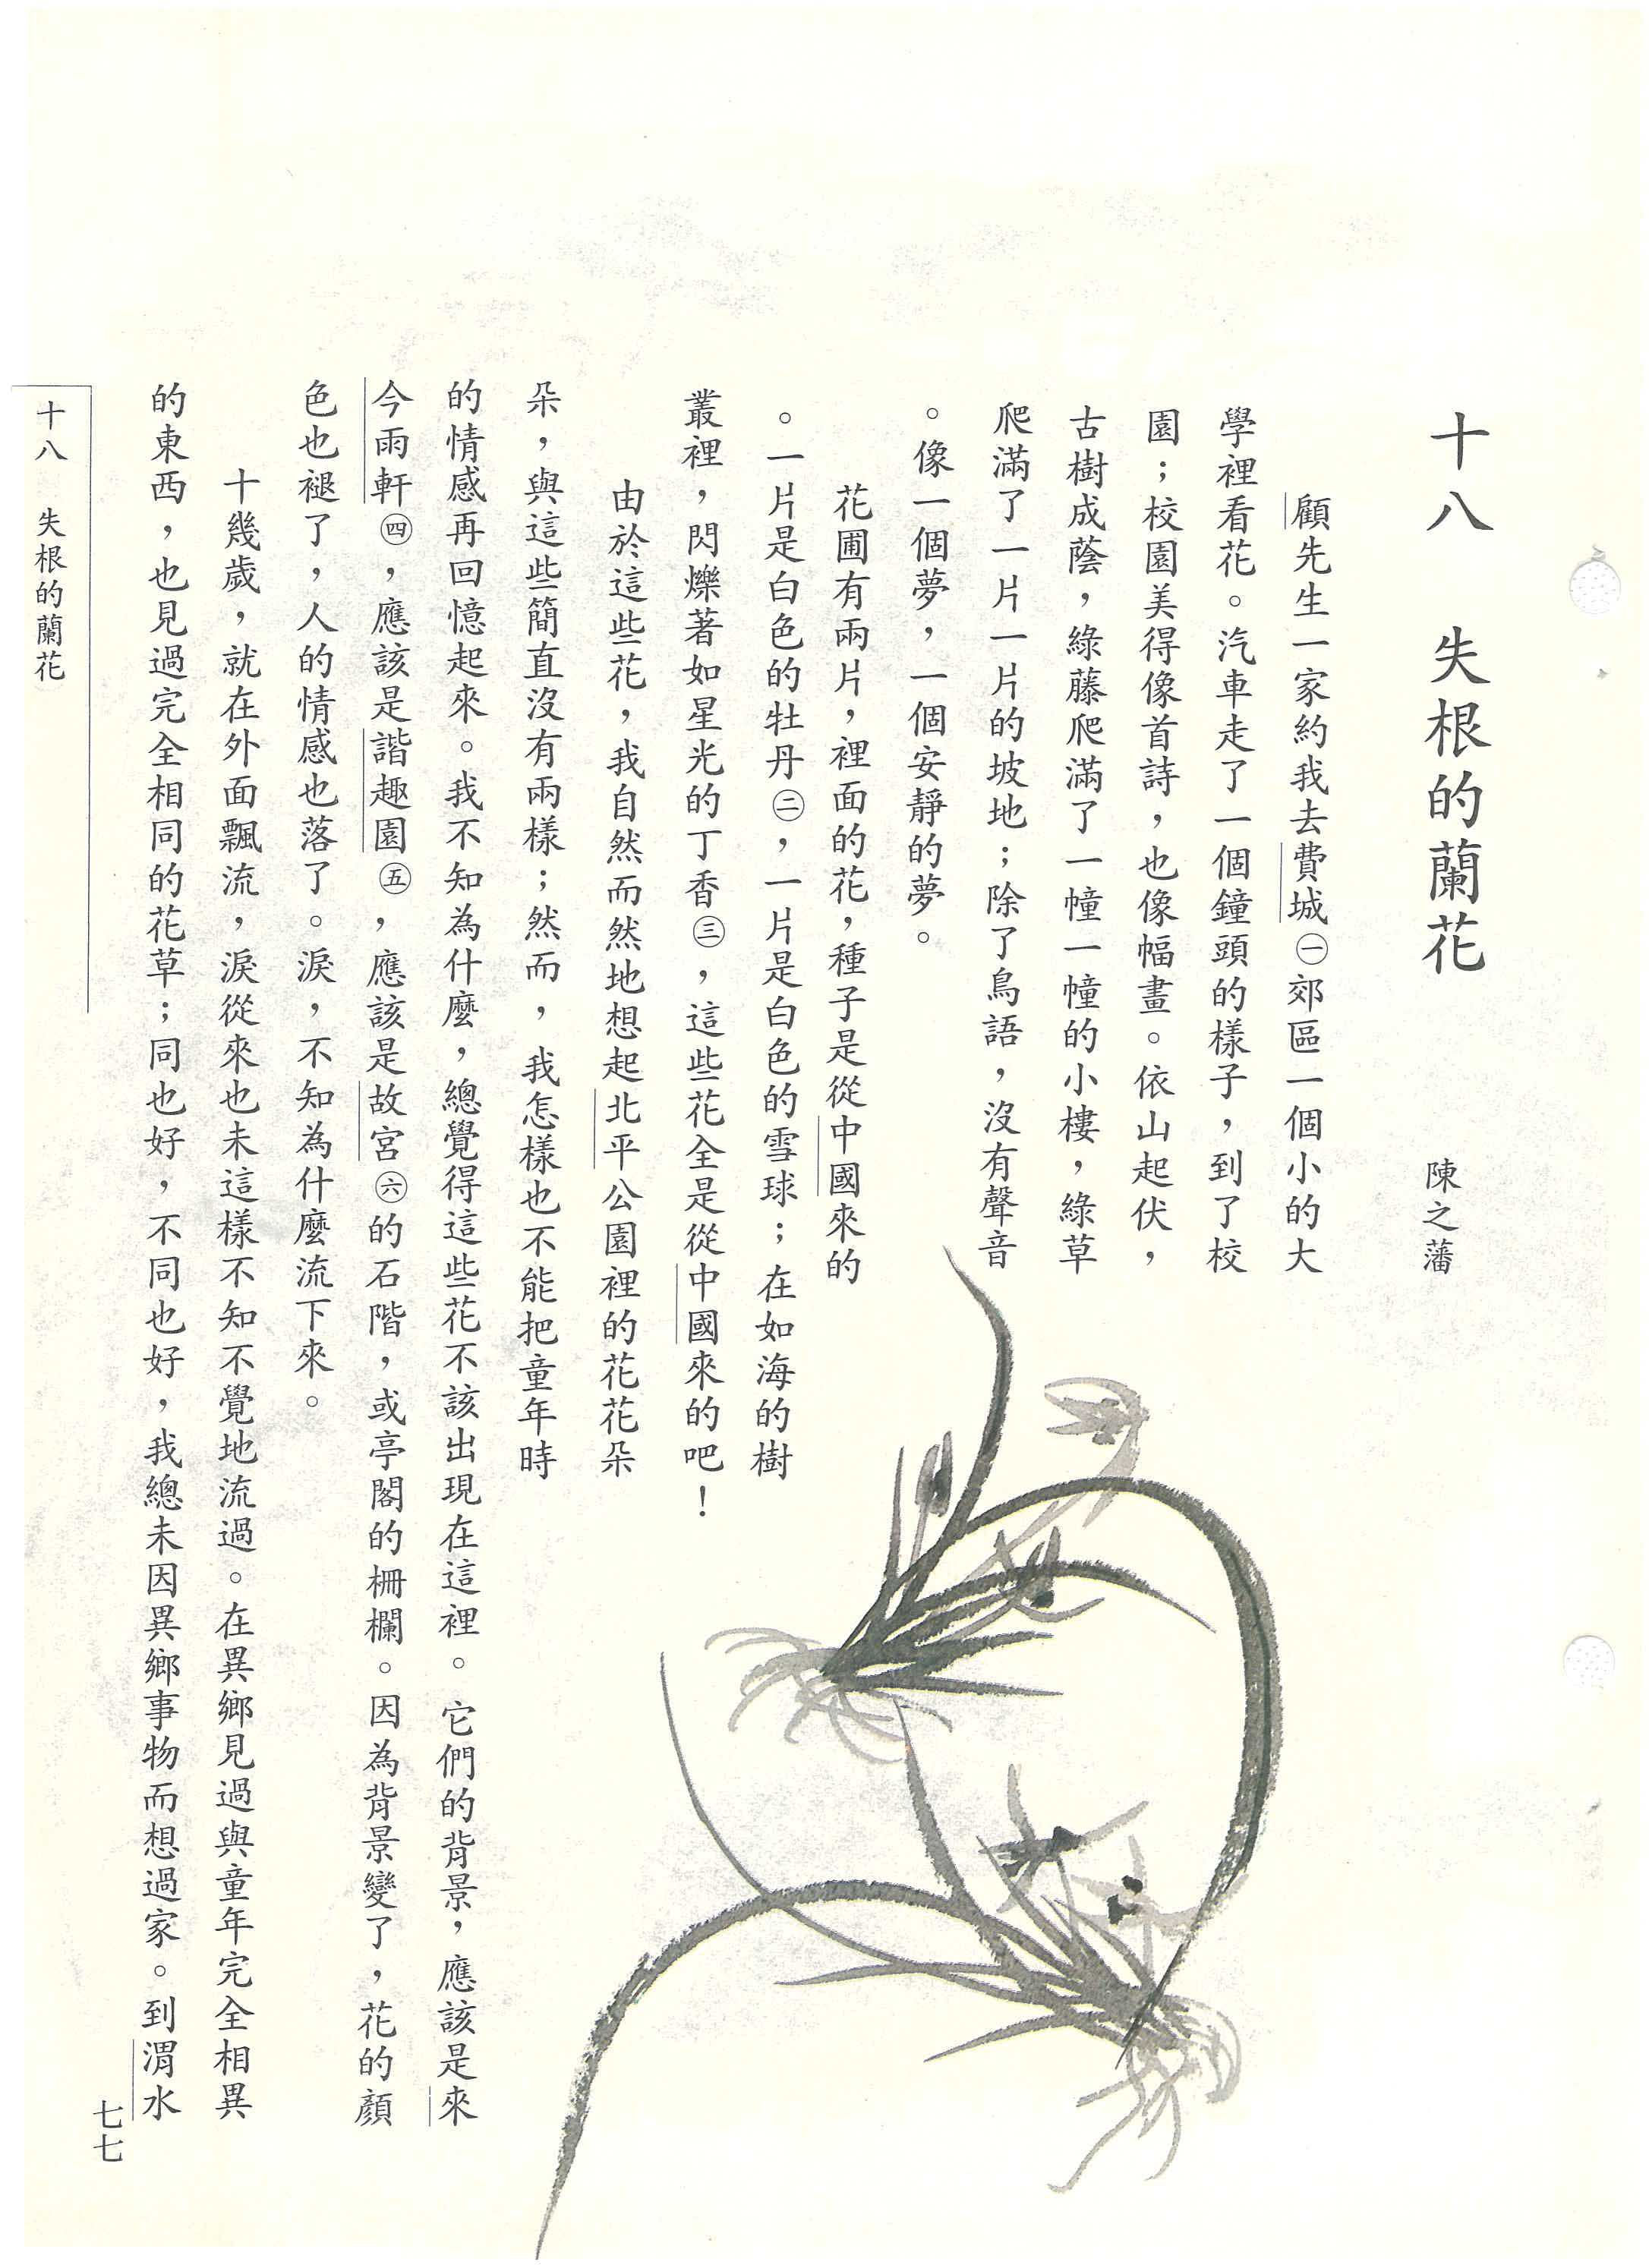 十八　失根的蘭花
陳之藩
顧先生一家約我去費城㊀郊區一個小的大
學裡看花。汽車走了一個鐘頭的樣子，到了校
園；校園美得像首詩，也像幅畫。依山起伏，
古樹成蔭，綠藤爬滿了一幢一幢的小樓，綠草
爬滿了一片一片的坡地；除了鳥語，沒有聲音
。像一個夢，一個安靜的夢。
花圃有兩片，裡面的花，種子是從中國來的
。一片是白色的牡丹㊁，一片是白色的雪球；在如海的樹
叢裡，閃爍著如星光的丁香㊂，這些花全是從中國來的吧！
由於這些花，我自然而然地想起北平公園裡的花花朵
朵，與這些簡直沒有兩樣；然而，我怎樣也不能把童年時
的情感再回憶起來。我不知為什麼，總覺得這些花不該出現在這裡。它們的背景，應該是來
今雨軒㊃，應該是諧趣園㊄，應該是故宮㊅的石階，或亭閣的柵欄。因為背景變了，花的顏
色也褪了，人的情感也落了。淚，不知為什麼流下來。
十幾歲，就在外面飄流，淚從來也未這樣不知不覺地流過。在異鄉見過與童年完全相異
的東西，也見過完全相同的花草；同也好，不同也好，我總未因異鄉事物而想過家。到渭水
十八　失根的蘭花
七七